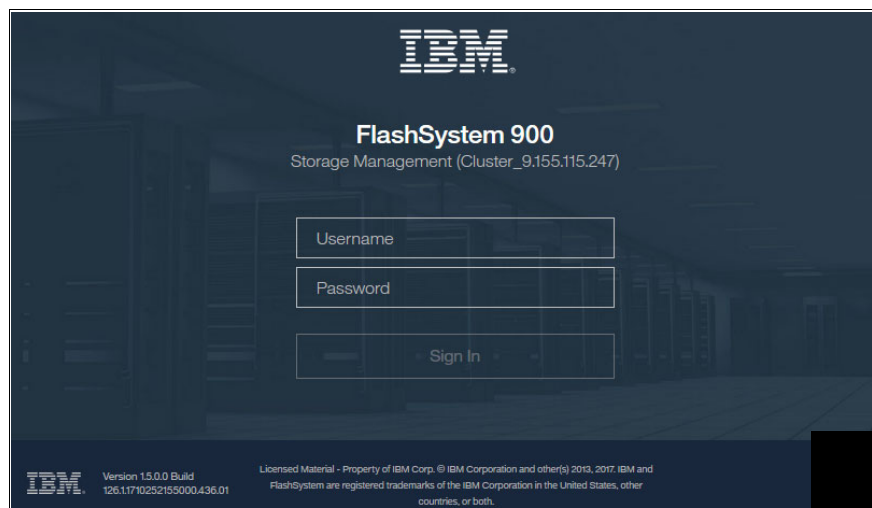 IBM®
FlashSystem 900
Storage Management (Cluster_9.155.115.247)
Username
Password
Sign In
IBM.
Version 1.5.0.0 Build
126.1.1710252155000.436.01
Licensed Material - Property of IBM Corp. © IBM Corporation and other(s) 2013, 2017. IBM and
FlashSystem are registered trademarks of the IBM Corporation in the United States, other
countries, or both.